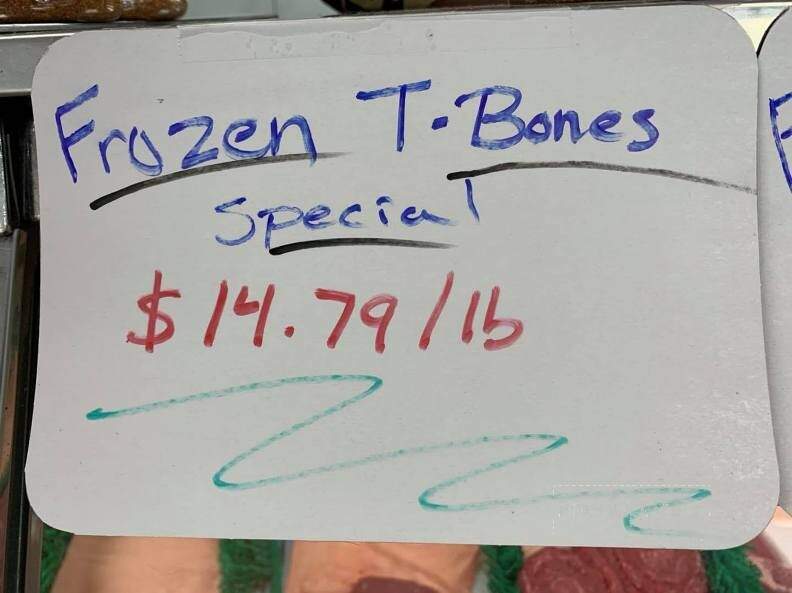 Frozen T-Bones
Special
$14.79/lb